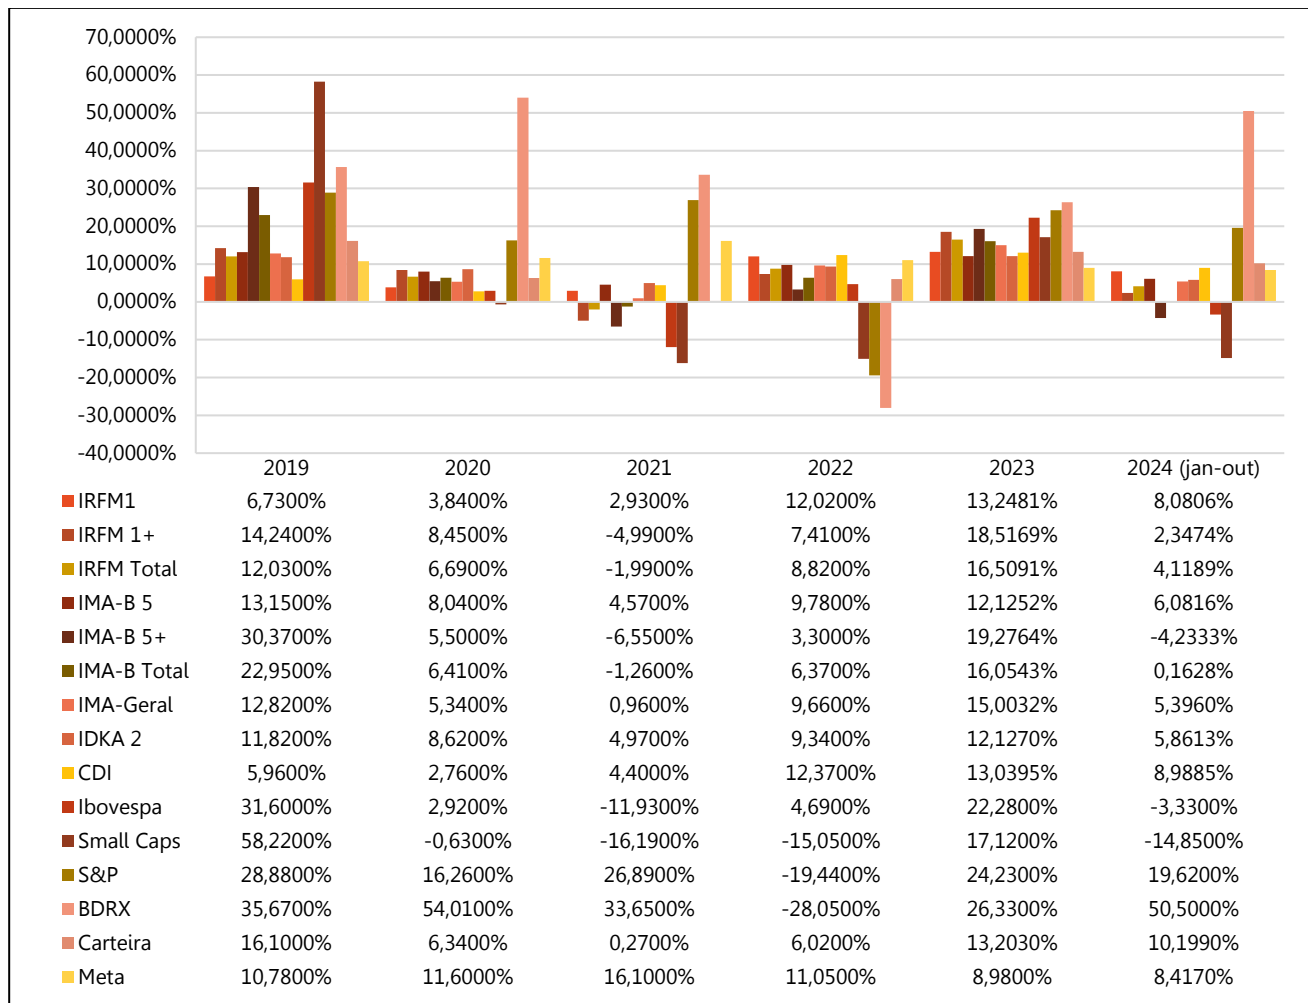 70,0000%
60,0000%
50,0000%
40,0000%
30,0000%
20,0000%
10,0000%
0,0000%
-10,0000%
-20,0000%
-30,0000%
-40,0000%
2019 2020 2021 2022 2023 2024 (jan-out)
IRFM1 6,7300% 3,8400% 2,9300% 12,0200% 13,2481% 8,0806%
IRFM 1+ 14,2400% 8,4500% -4,9900% 7,4100% 18,5169% 2,3474%
IRFM Total 12,0300% 6,6900% -1,9900% 8,8200% 16,5091% 4,1189%
IMA-B 5 13,1500% 8,0400% 4,5700% 9,7800% 12,1252% 6,0816%
IMA-B 5+ 30,3700% 5,5000% -6,5500% 3,3000% 19,2764% -4,2333%
IMA-B Total 22,9500% 6,4100% -1,2600% 6,3700% 16,0543% 0,1628%
IMA-Geral 12,8200% 5,3400% 0,9600% 9,6600% 15,0032% 5,3960%
IDKA 2 11,8200% 8,6200% 4,9700% 9,3400% 12,1270% 5,8613%
CDI 5,9600% 2,7600% 4,4000% 12,3700% 13,0395% 8,9885%
Ibovespa 31,6000% 2,9200% -11,9300% 4,6900% 22,2800% -3,3300%
Small Caps 58,2200% -0,6300% -16,1900% -15,0500% 17,1200% -14,8500%
S&P 28,8800% 16,2600% 26,8900% -19,4400% 24,2300% 19,6200%
BDRX 35,6700% 54,0100% 33,6500% -28,0500% 26,3300% 50,5000%
Carteira 16,1000% 6,3400% 0,2700% 6,0200% 13,2030% 10,1990%
Meta 10,7800% 11,6000% 16,1000% 11,0500% 8,9800% 8,4170%